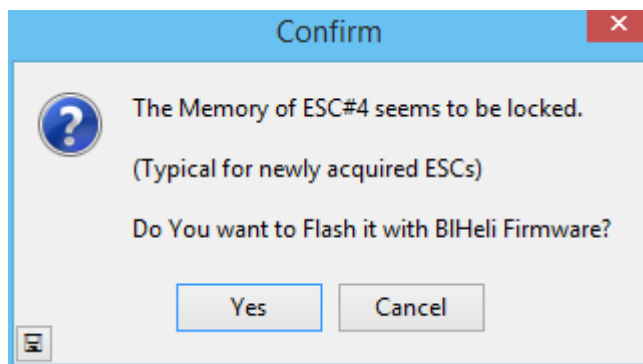 Confirm
The Memory of ESC#4 seems to be locked.
(Typical for newly acquired ESCs)
Do You want to Flash it with BlHeli Firmware?
Yes
Cancel